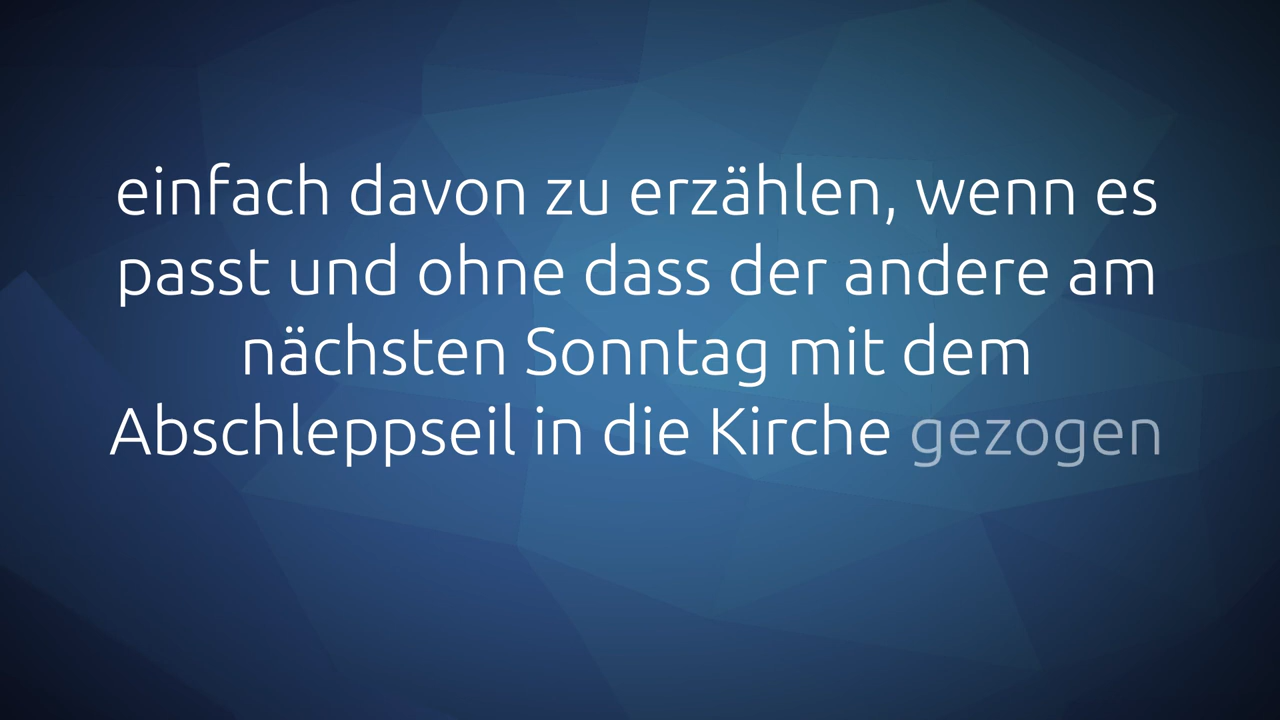 einfach davon zu erzählen, wenn es
passt und ohne dass der andere am
nächsten Sonntag mit dem
Abschleppseil in die Kirche gezogen